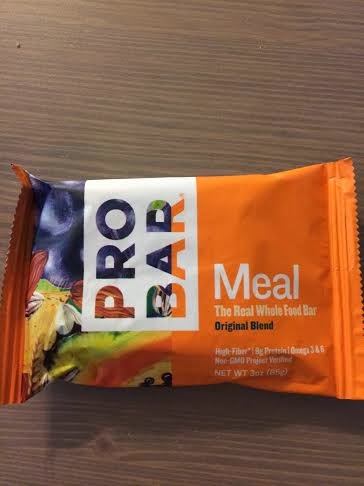 PRO
BAR®
Meal
The Real Whole Food Bar
Original Blend
High-Fiber* | 8g Protein | Omega 3 & 6
Non-GMO Project Verified
NET WT 3oz (85g)